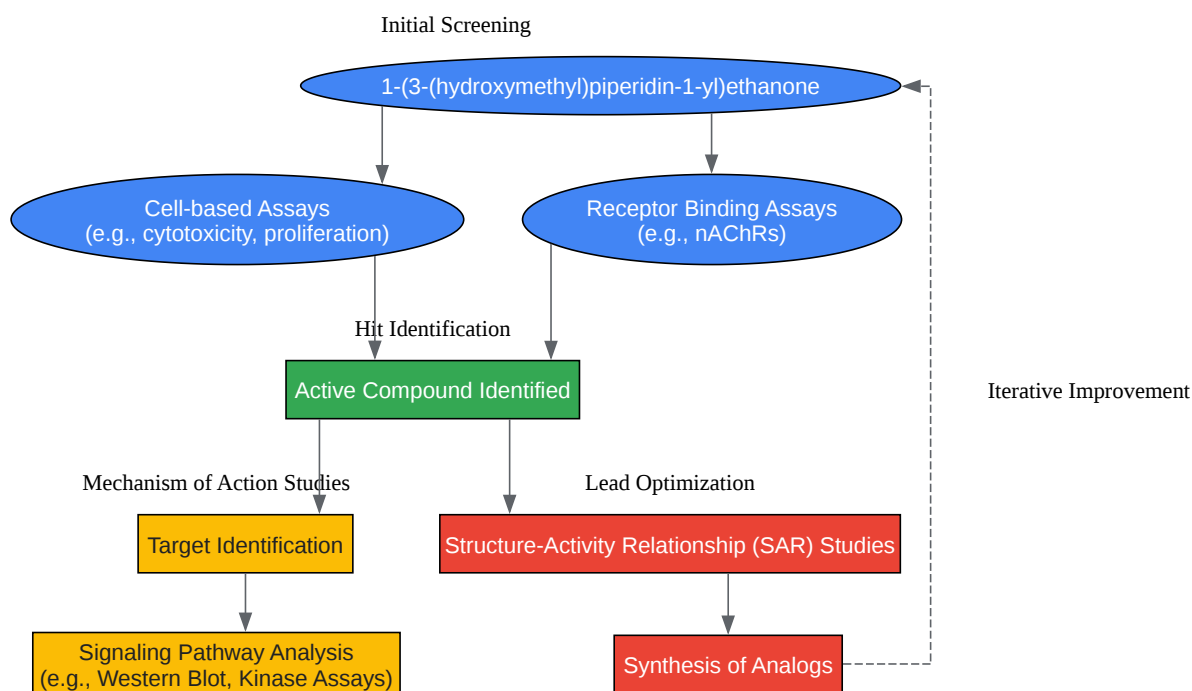 Initial Screening
1-(3-(hydroxymethyl)piperidin-1-yl)ethanone
Cell-based Assays
(e.g., cytotoxicity, proliferation)
Receptor Binding Assays
(e.g., nAChRs)
Hit Identification
Active Compound Identified
Iterative Improvement
Mechanism of Action Studies
Lead Optimization
Target Identification
Structure-Activity Relationship (SAR) Studies
Signaling Pathway Analysis
(e.g., Western Blot, Kinase Assays)
Synthesis of Analogs